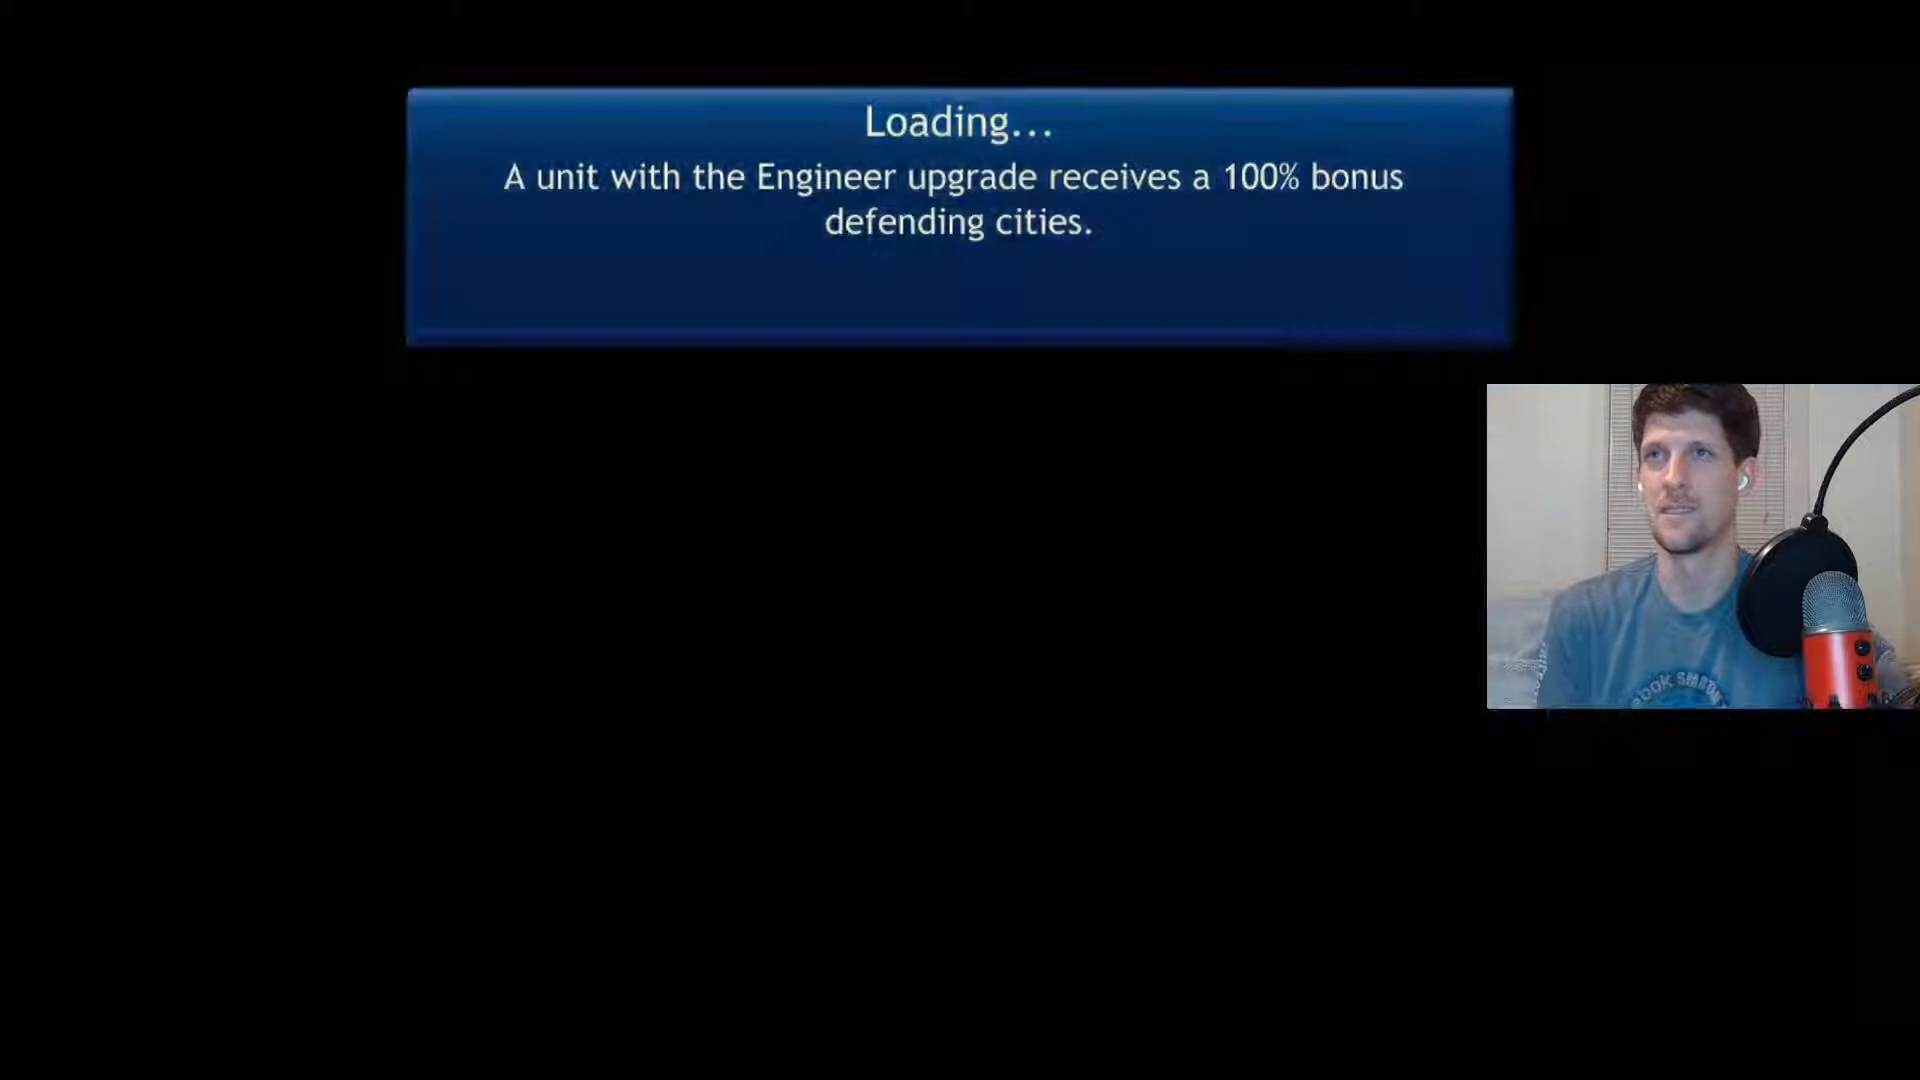 Loading...
A unit with the Engineer upgrade receives a 100% bonus
defending cities.